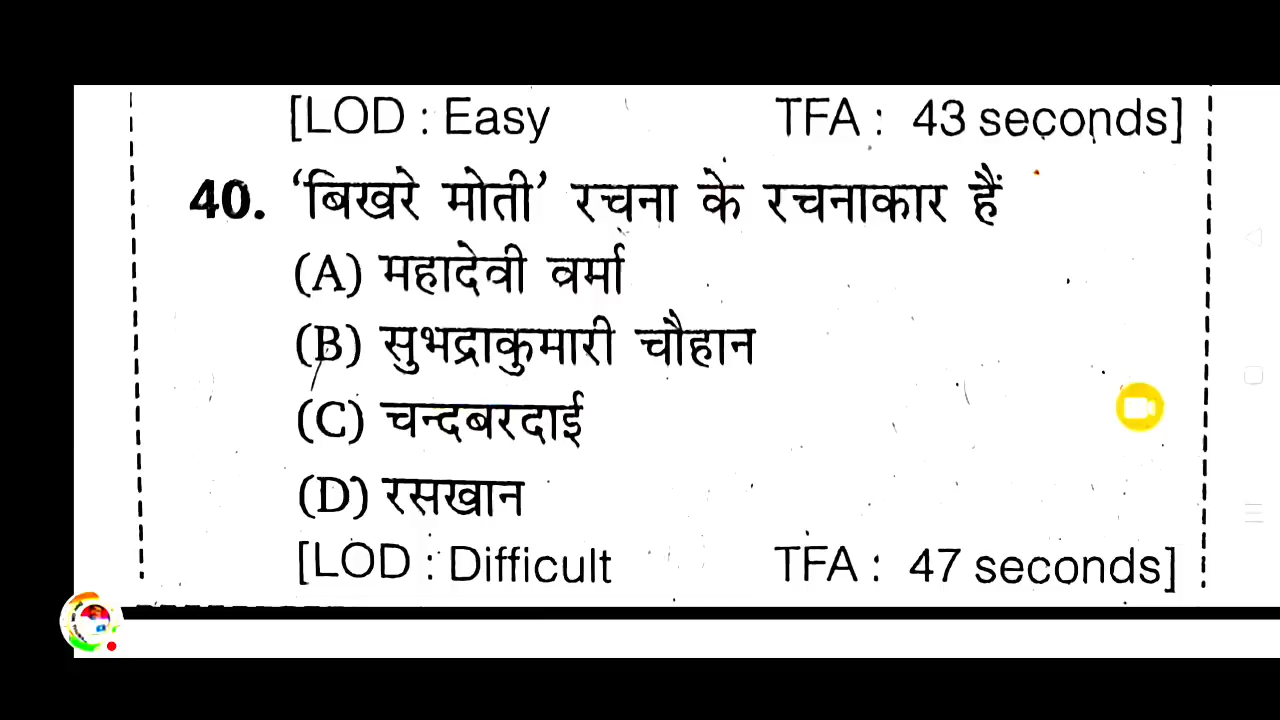 [LOD : Easy TFA : 43 seconds]
40. ‘बिखरे मोती’ रचना के रचनाकार हैं
(A) महादेवी वर्मा
(B) सुभद्राकुमारी चौहान
(C) चन्दबरदाई
(D) रसखान
[LOD : Difficult TFA : 47 seconds]